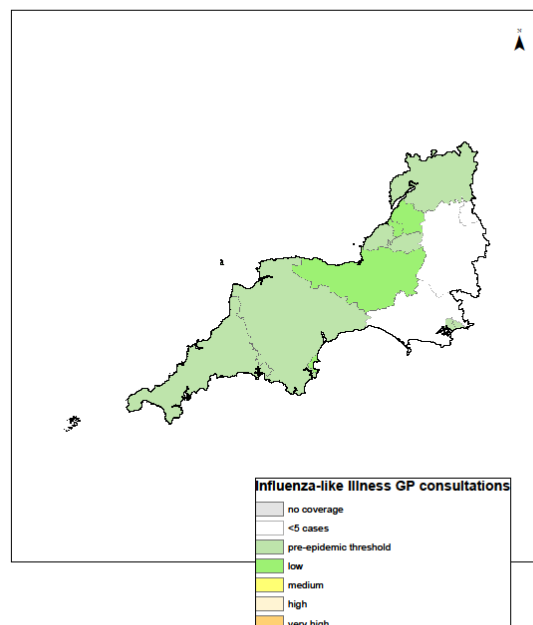 N
Influenza-like Illness GP consultations
no coverage
<5 cases
pre-epidemic threshold
low
medium
high
very high